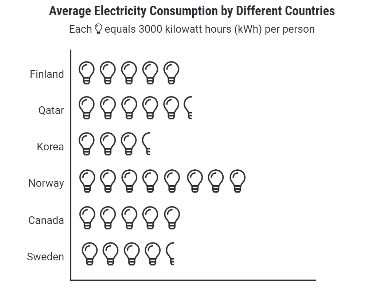 Average Electricity Consumption by Different Countries
Each equals 3000 kilowatt hours (kWh) per person
Finland
Qatar
Korea
Norway
Canada
Sweden